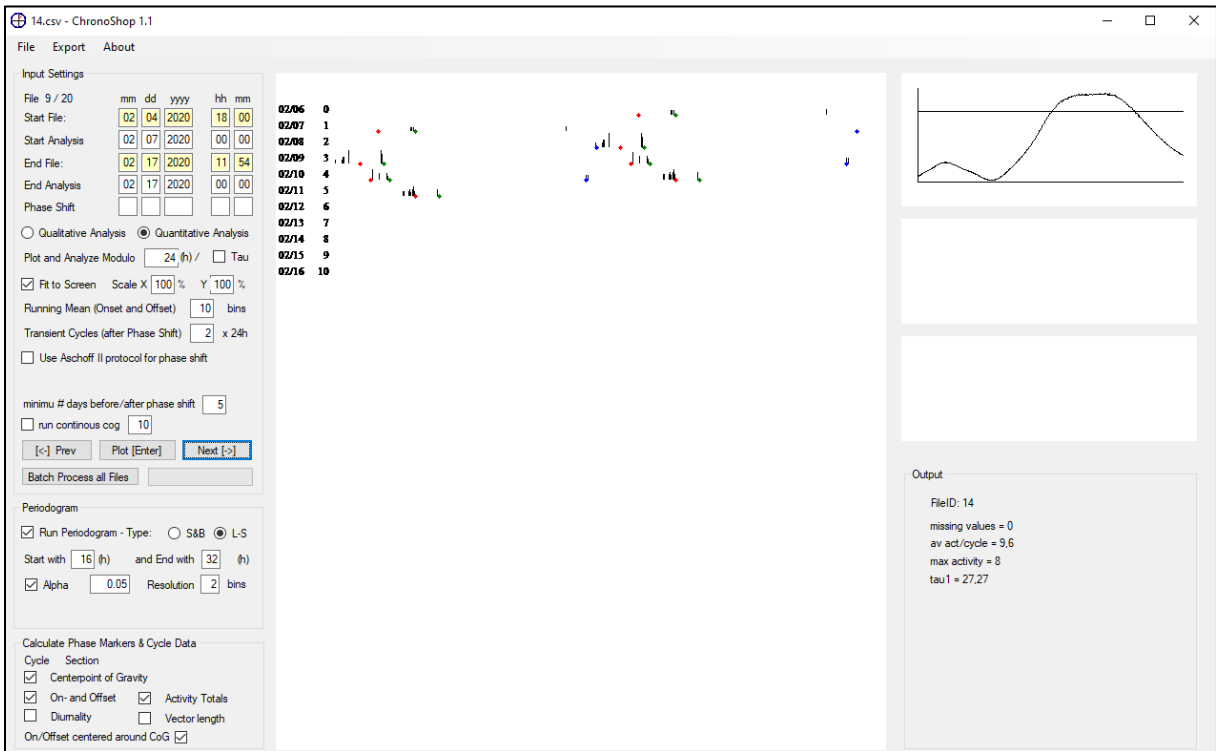 14.csv - ChronoShop 1.1
File Export About
Input Settings
File 9 / 20 mm dd yyyy hh mm
Start File: 02 04 2020 18 00
Start Analysis 02 07 2020 00 00
End File: 02 17 2020 11 54
End Analysis 02 17 2020 00 00
Phase Shift
Qualitative Analysis Quantitative Analysis
Plot and Analyze Modulo 24 (h) / Tau
Fit to Screen Scale X 100 % Y 100 %
Running Mean (Onset and Offset) 10 bins
Transient Cycles (after Phase Shift) 2 x 24h
Use Aschoff II protocol for phase shift
minimu # days before/after phase shift 5
run continous cog 10
[<-] Prev Plot [Enter] Next [->]
Batch Process all Files
Periodogram
Run Periodogram - Type: S&B L-S
Start with 16 (h) and End with 32 (h)
Alpha 0.05 Resolution 2 bins
Calculate Phase Markers & Cycle Data
Cycle Section
Centerpoint of Gravity
On- and Offset Activity Totals
Diurnality Vector length
On/Offset centered around CoG
02/06 0
02/07 1
02/08 2
02/09 3
02/10 4
02/11 5
02/12 6
02/13 7
02/14 8
02/15 9
02/16 10
Output
FileID: 14
missing values = 0
av act/cycle = 9,6
max activity = 8
tau1 = 27,27